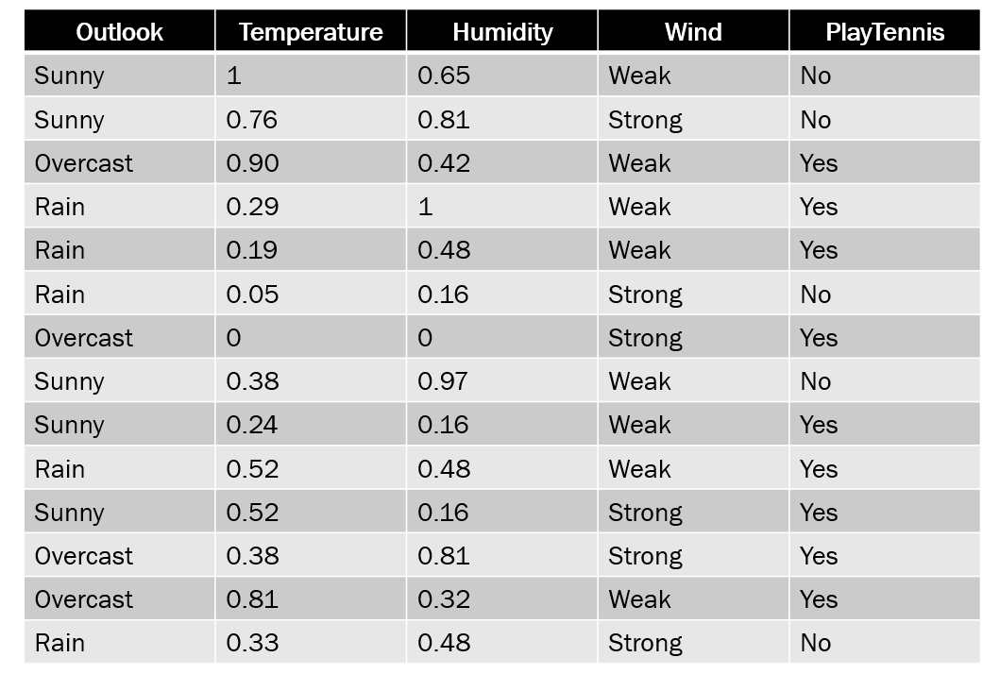 Outlook Temperature Humidity Wind PlayTennis
Sunny 1 0.65 Weak No
Sunny 0.76 0.81 Strong No
Overcast 0.90 0.42 Weak Yes
Rain 0.29 1 Weak Yes
Rain 0.19 0.48 Weak Yes
Rain 0.05 0.16 Strong No
Overcast 0 0 Strong Yes
Sunny 0.38 0.97 Weak No
Sunny 0.24 0.16 Weak Yes
Rain 0.52 0.48 Weak Yes
Sunny 0.52 0.16 Strong Yes
Overcast 0.38 0.81 Strong Yes
Overcast 0.81 0.32 Weak Yes
Rain 0.33 0.48 Strong No